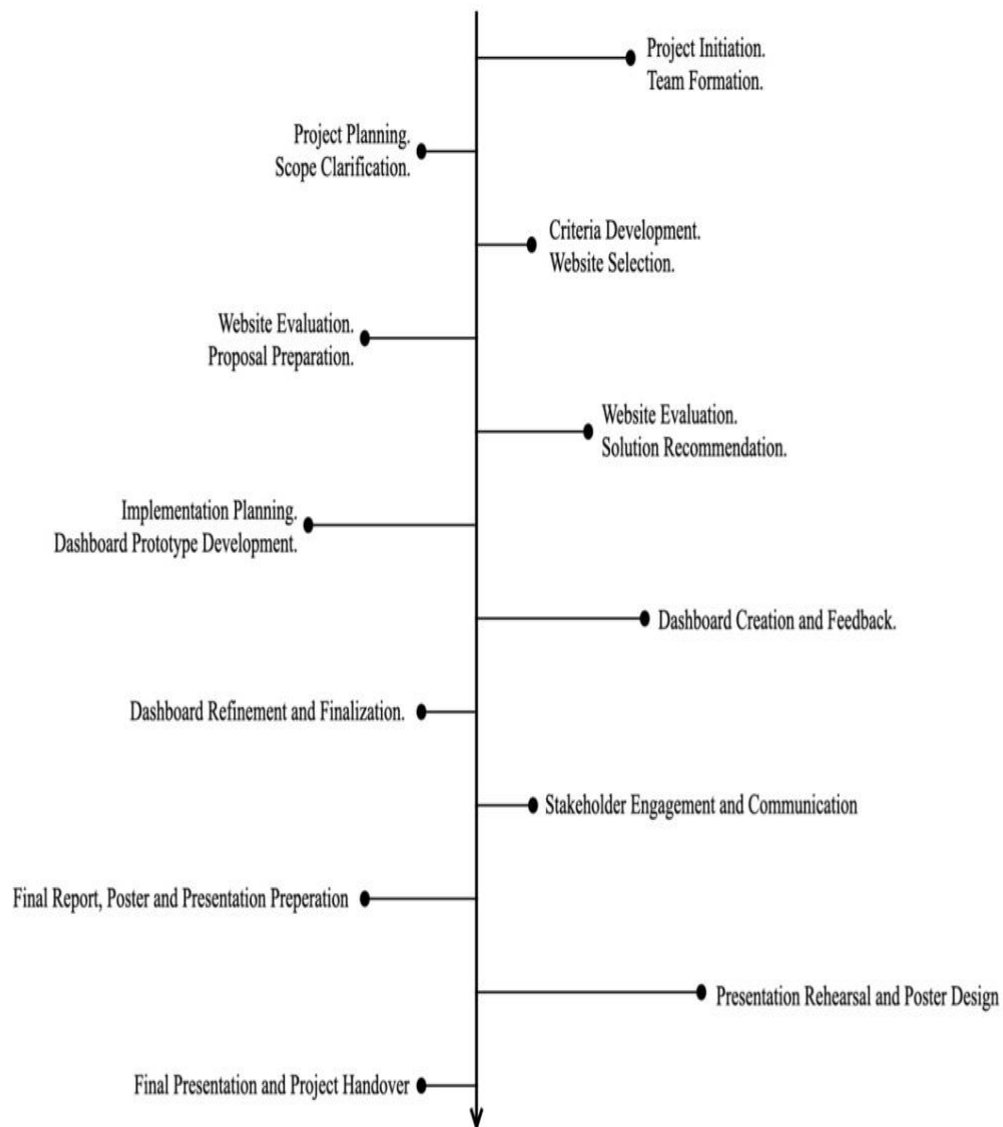 Project Initiation.
Team Formation.
Project Planning.
Scope Clarification.
Criteria Development.
Website Selection.
Website Evaluation.
Proposal Preparation.
Website Evaluation.
Solution Recommendation.
Implementation Planning.
Dashboard Prototype Development.
Dashboard Creation and Feedback.
Dashboard Refinement and Finalization.
Stakeholder Engagement and Communication
Final Report, Poster and Presentation Preperation
Presentation Rehearsal and Poster Design
Final Presentation and Project Handover